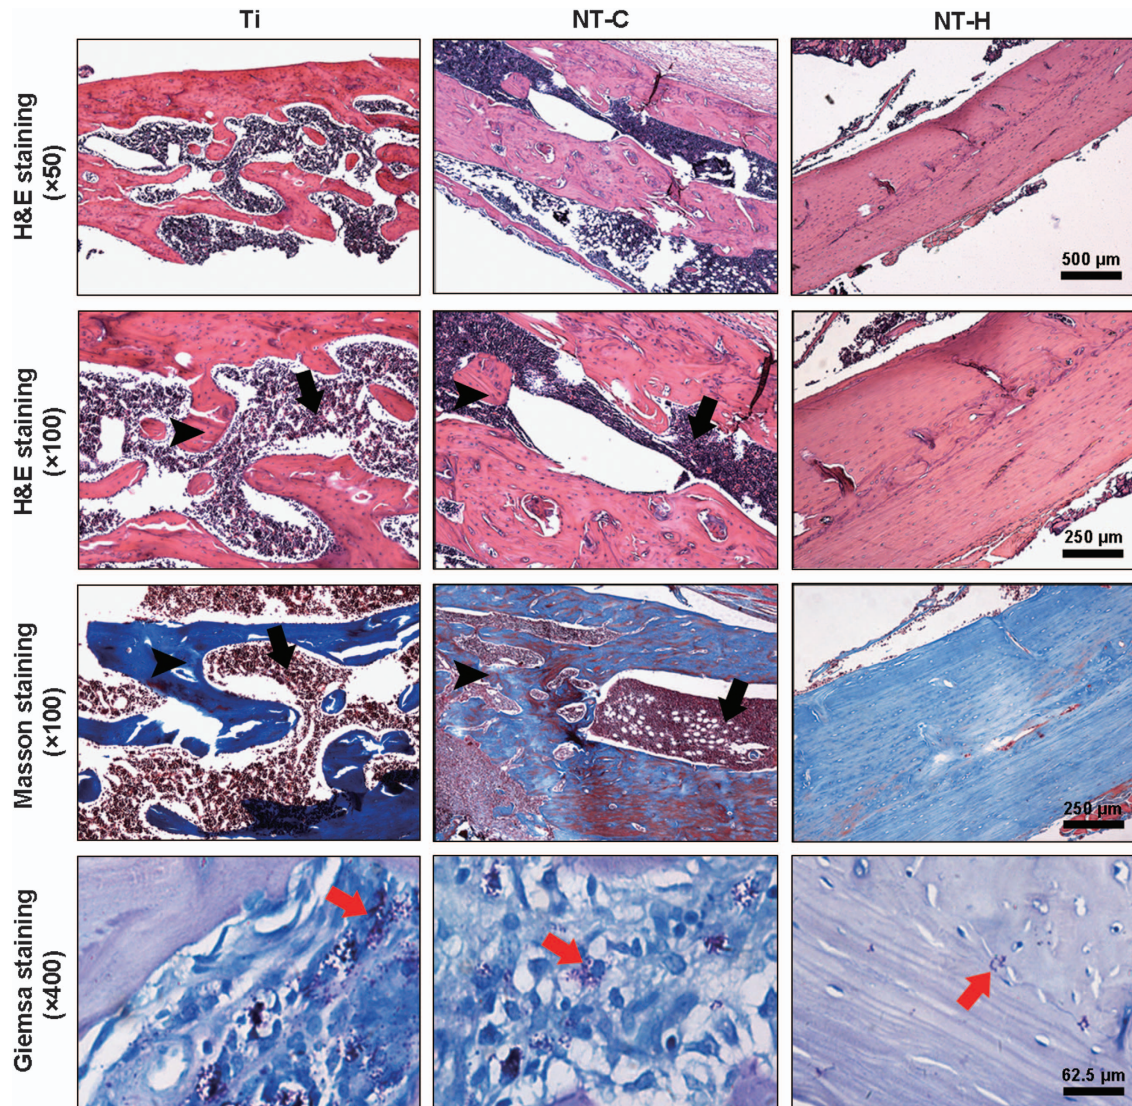 Ti NT-C NT-H
H&E staining
(×50)
500 µm
H&E staining
(×100)
250 µm
Masson staining
(×100)
250 µm
Giemsa staining
(×400)
62.5 µm